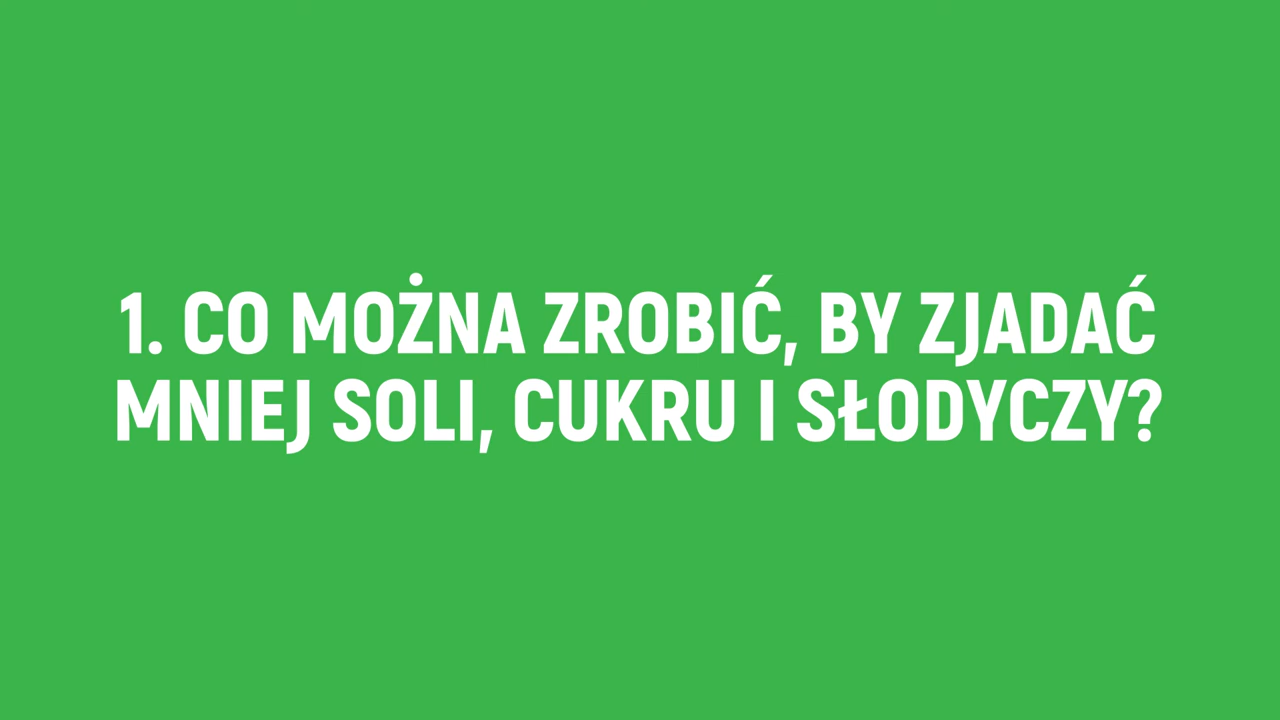 1. CO MOŻNA ZROBIĆ, BY ZJADAĆ
MNIEJ SOLI, CUKRU I SŁODYCZY?